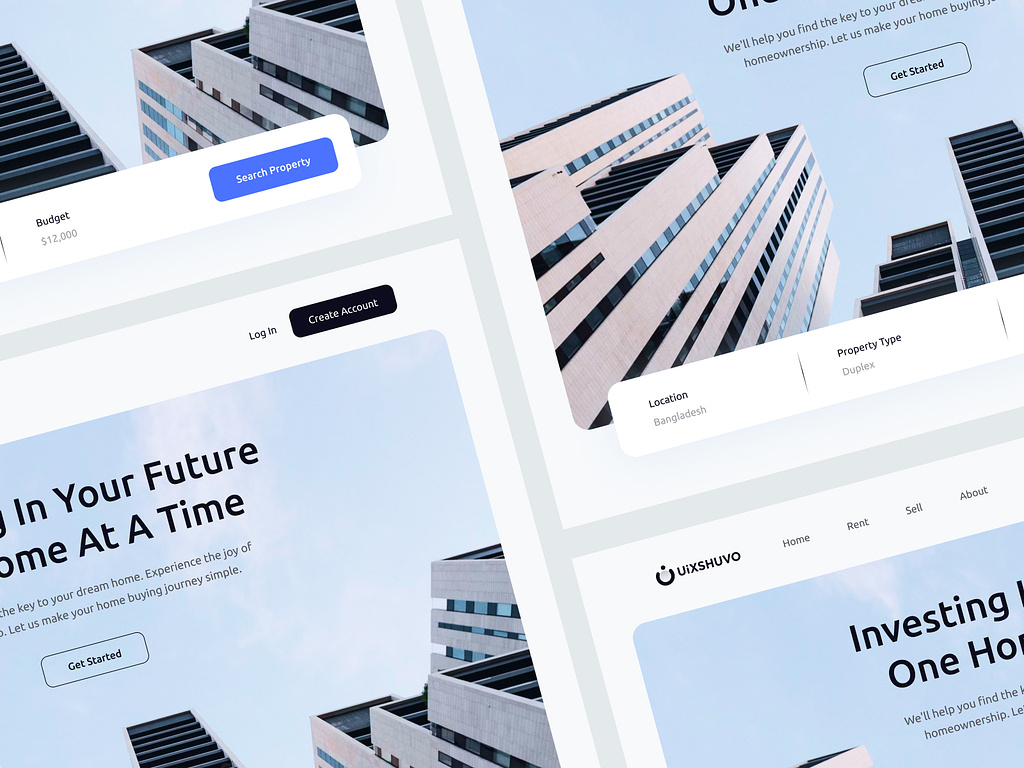 Search Property
Budget
$12,000
One
We'll help you find the key to your
homeownership. Let us make your home buying
Get Started
Location
Bangladesh
Property Type
Duplex
Log In
Create Account
In Your Future
Home At A Time
the key to your dream home. Experience the joy of
Let us make your home buying journey simple.
Get Started
UiXSHUVO
Home
Rent
Sell
About
Investing
One
We'll help you find the
homeownership.